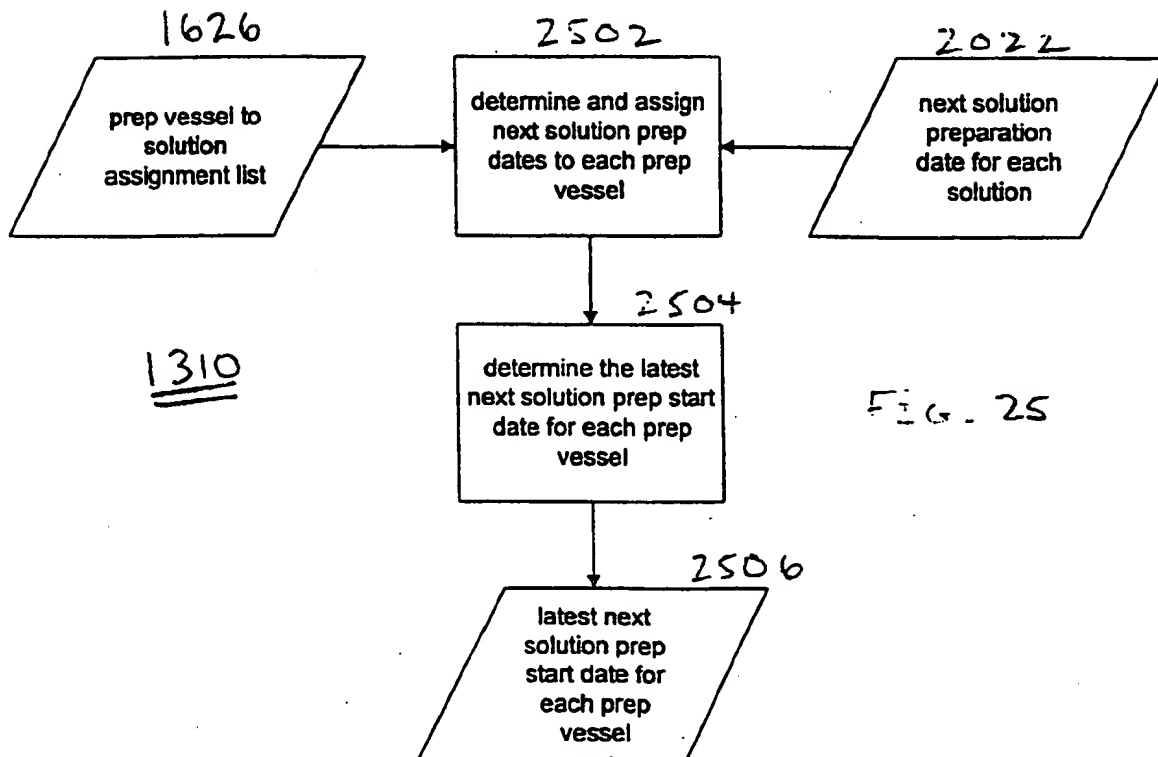 1626
prep vessel to
solution
assignment list
2502
determine and assign
next solution prep
dates to each prep
vessel
2022
next solution
preparation
date for each
solution
2504
determine the latest
next solution prep start
date for each prep
vessel
1310
FIG. 25
2506
latest next
solution prep
start date for
each prep
vessel